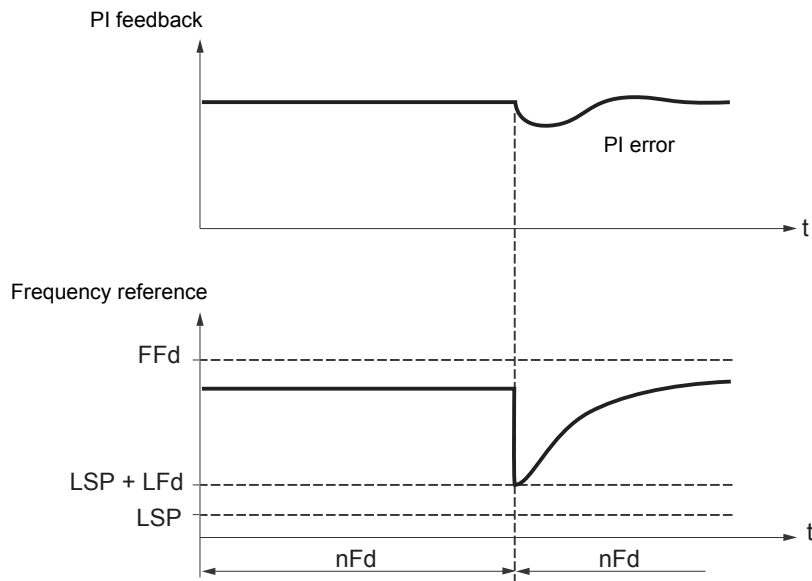 PI feedback
PI error
t
Frequency reference
FFd
LSP + LFd
LSP
t
nFd
nFd